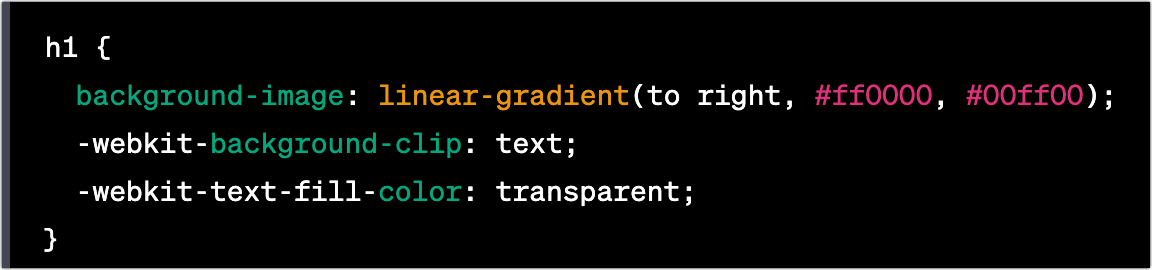 h1 {
  background-image: linear-gradient(to right, #ff0000, #00ff00);
  -webkit-background-clip: text;
  -webkit-text-fill-color: transparent;
}